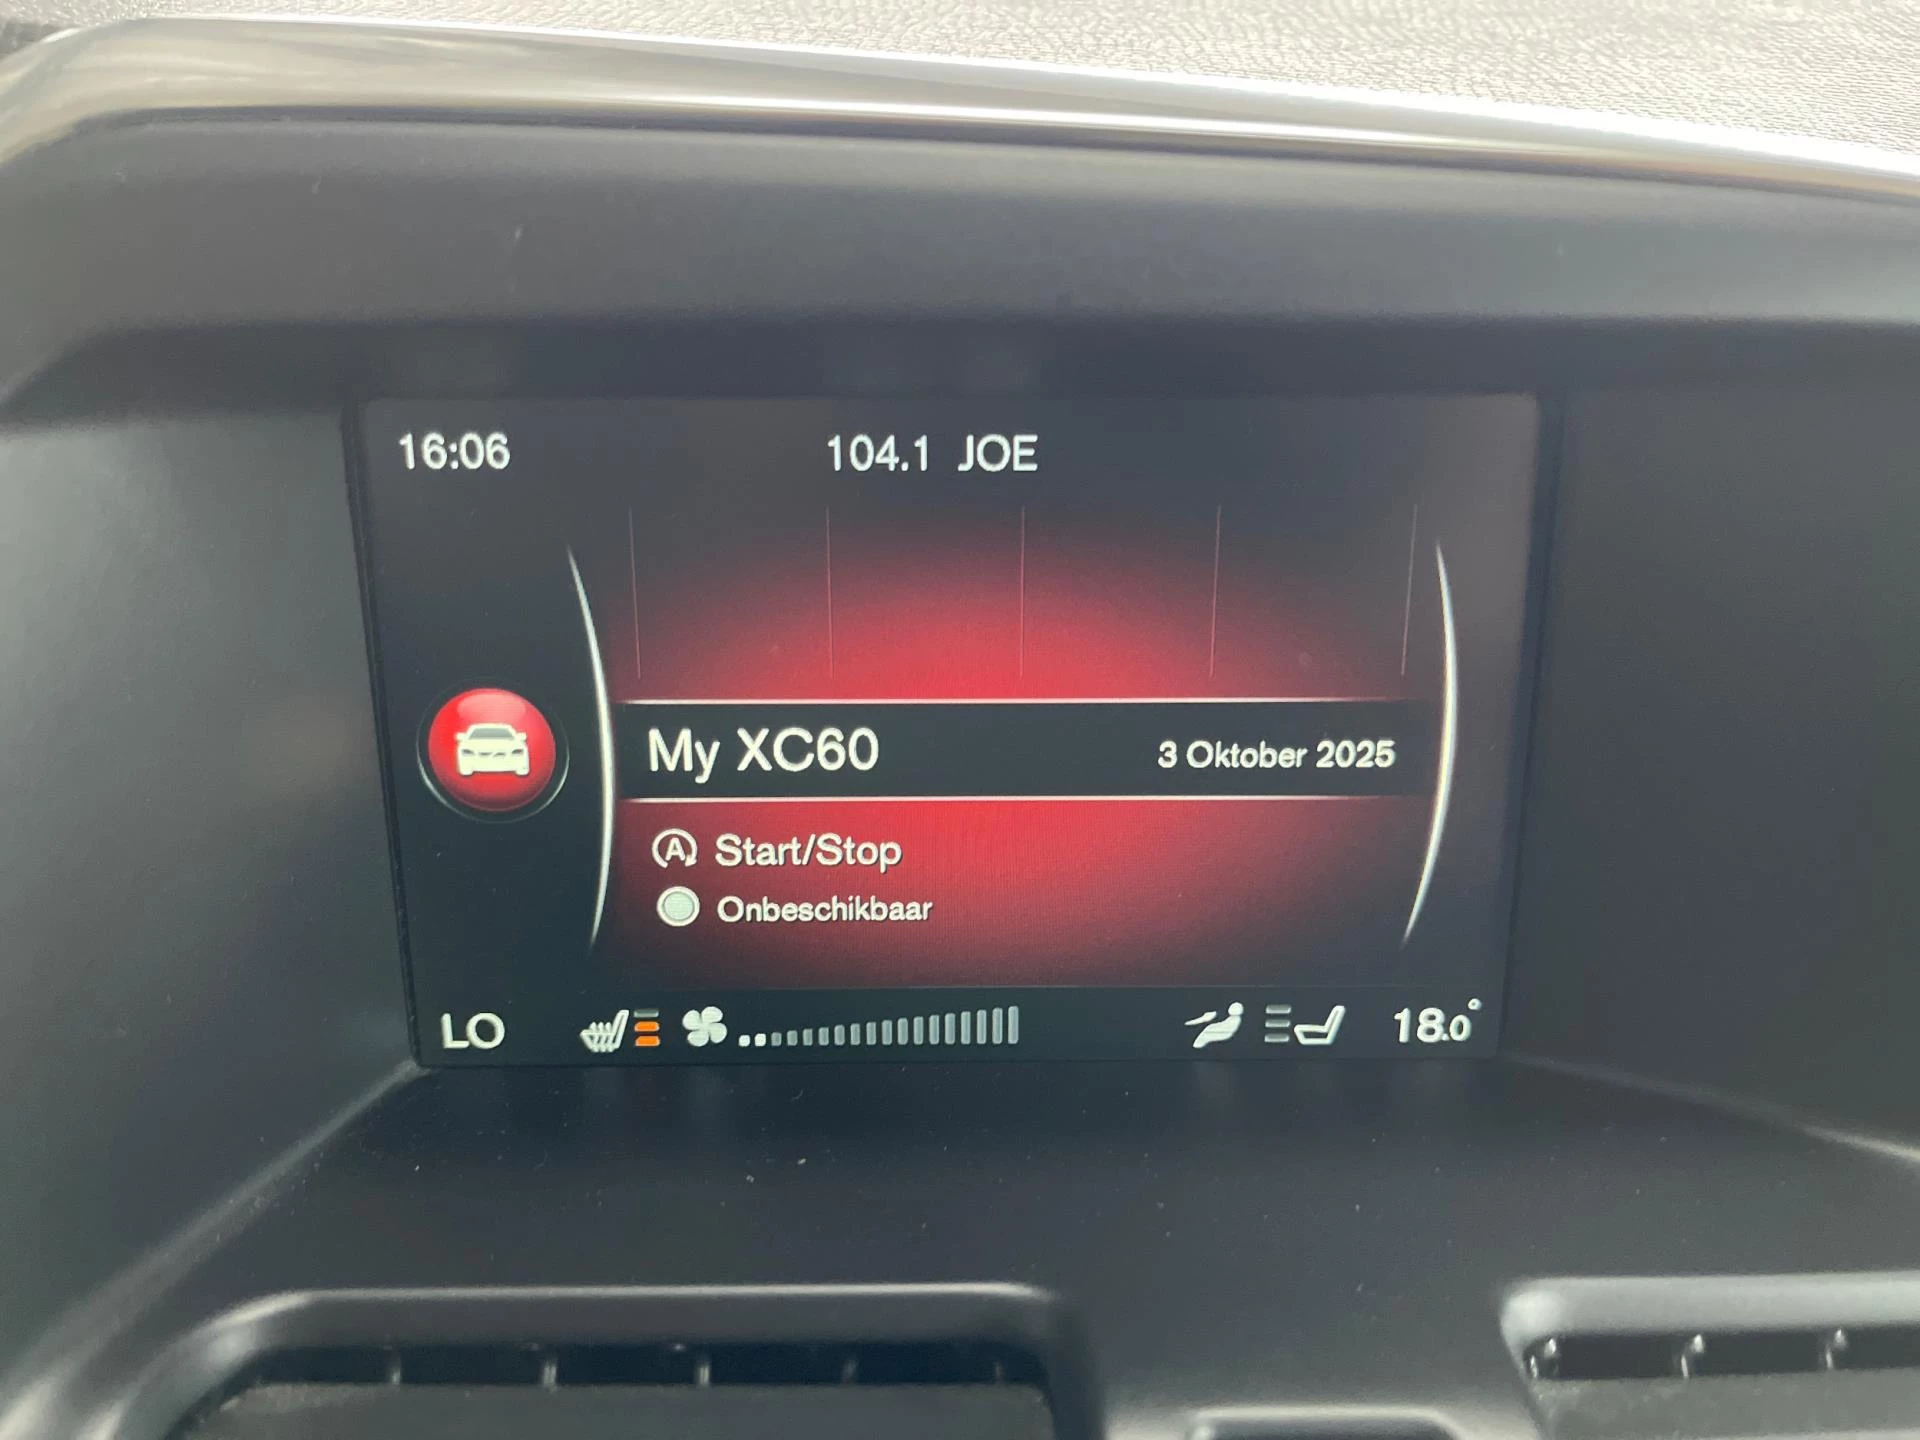 16:06 104.1 JOE
My XC60 3 Oktober 2025
A Start/Stop
Onbeschikbaar
LO 18.0°